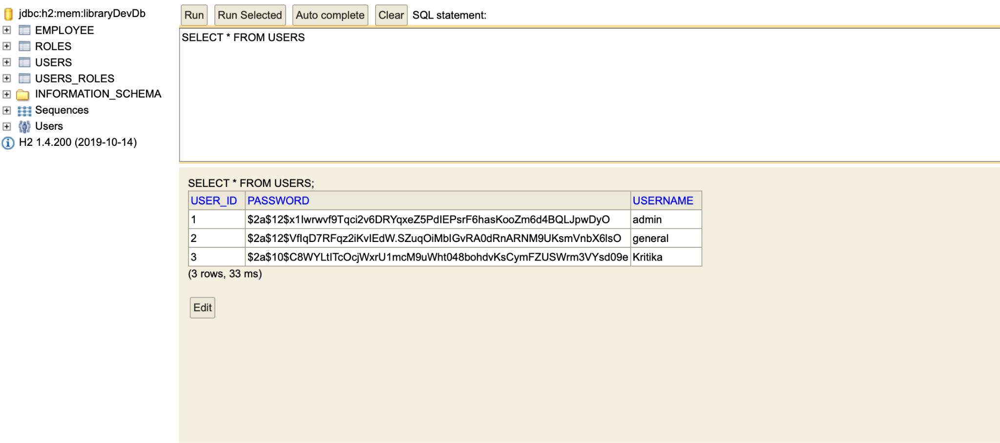 jdbc:h2:mem:libraryDevDb
EMPLOYEE
ROLES
USERS
USERS_ROLES
INFORMATION_SCHEMA
Sequences
Users
H2 1.4.200 (2019-10-14)
Run Run Selected Auto complete Clear SQL statement:
SELECT * FROM USERS
SELECT * FROM USERS;
USER_ID PASSWORD USERNAME
1 $2a$12$x1Iwrwvf9Tqci2v6DRYqxeZ5PdIEPsrF6hasKooZm6d4BQLJpwDyO admin
2 $2a$12$VfIqD7RFqz2iKvIEdW.SZuqOiMbIGvRA0dRnARNM9UKsmVnbX6lsO general
3 $2a$10$C8WYLtITcOcjWxrU1mcM9uWht048bohdvKsCymFZUSWrm3VYsd09e Kritika
(3 rows, 33 ms)
Edit